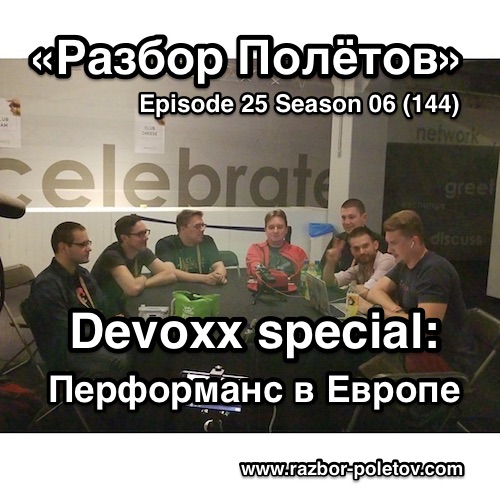 «Разбор Полётов»
Episode 25 Season 06 (144)
network
celebrate
green
exchange
discuss
Devoxx special:
Перформанс в Европе
www.razbor-poletov.com